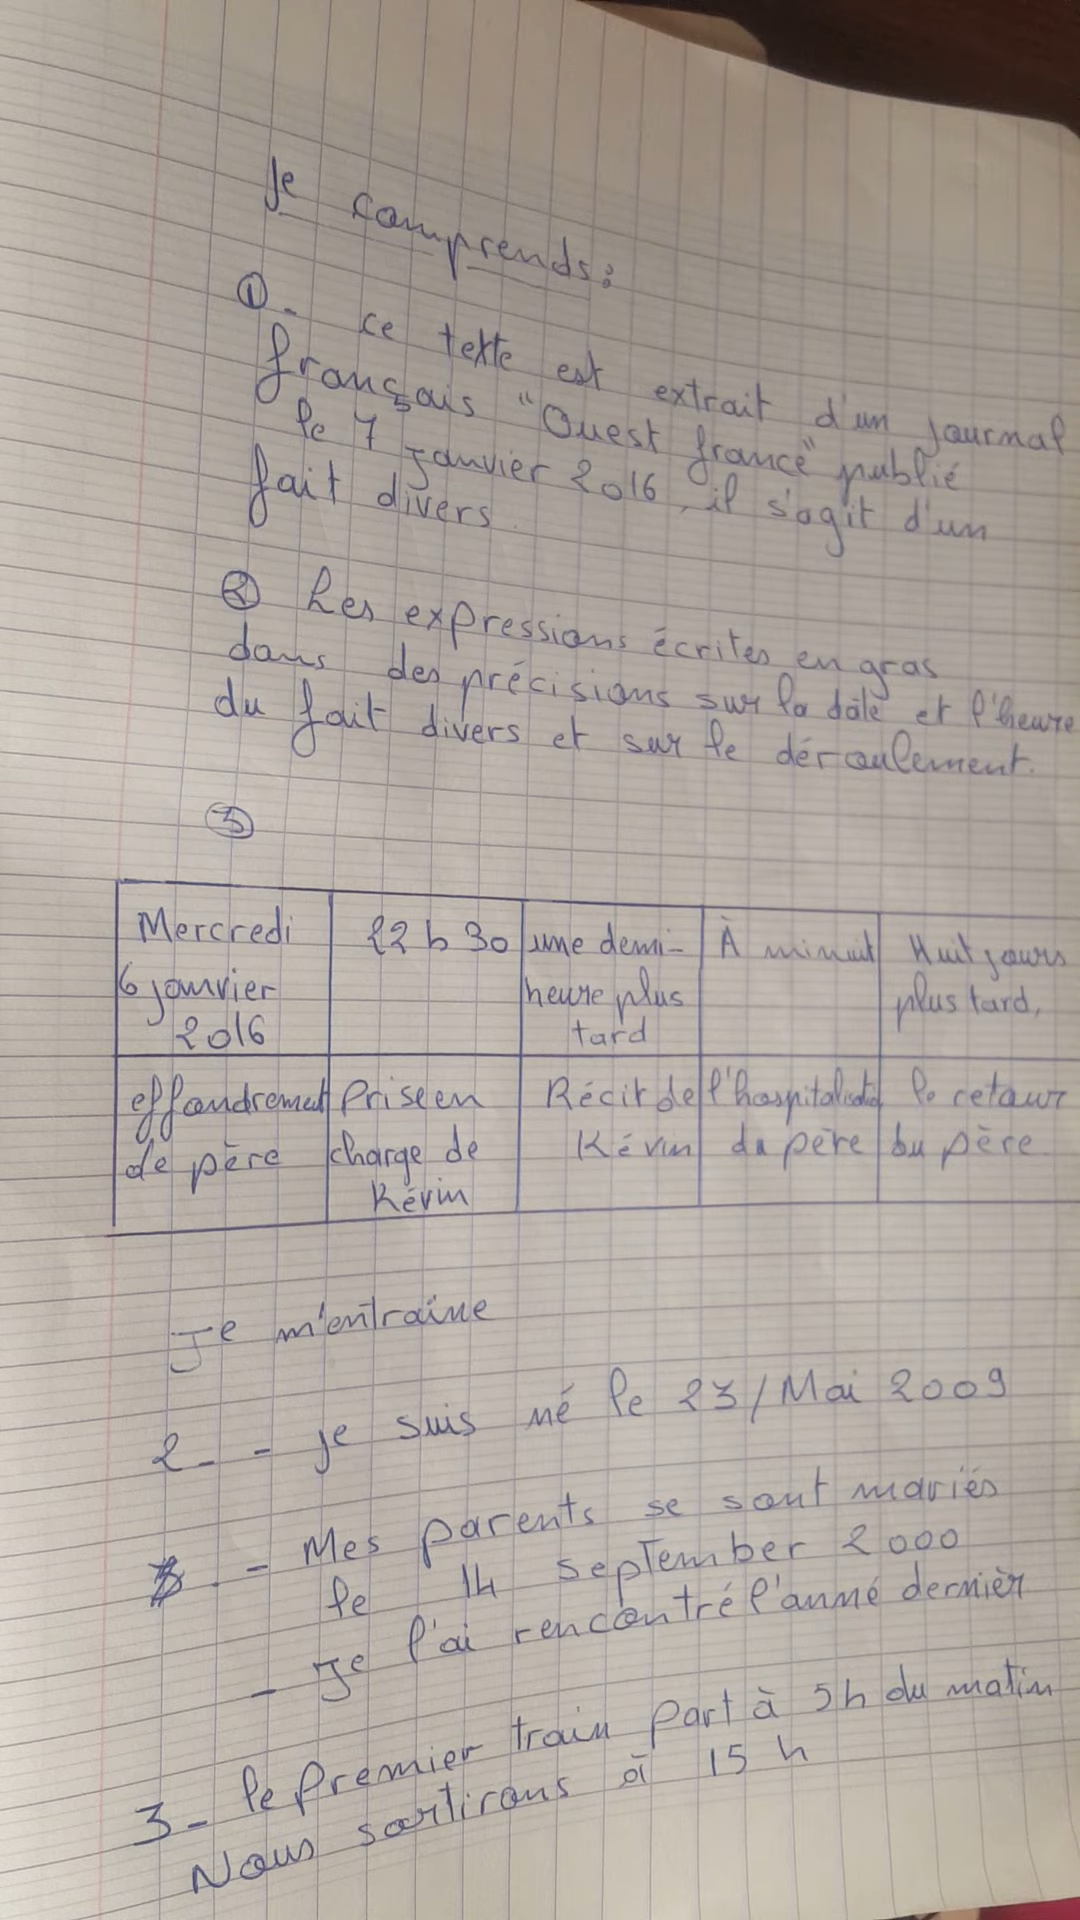 Je comprends:
①- ce texte est extrait d'un journal
français "Ouest france" publié
le 7 janvier 2016, il s'agit d'un
fait divers.
② Les expressions écrites en gras
dans des précisions sur la date et l'heure
du fait divers et sur le déroulement.
③
Mercredi 22 h 30 une demi- À minuit Huit jours
6 janvier heure plus plus tard,
2016 tard
effondrement Prise en Récit de l'hospitalisation le retour
de père charge de Kévin du père du père
Kévin
Je m'entraine
2 - - je suis né le 23/Mai 2009
- Mes parents se sont mariés
le 14 september 2000
- Je l'ai rencontré l'anné dernièr
3 - le Premier train Part à 5h du matin
Nous sortirons à 15 h